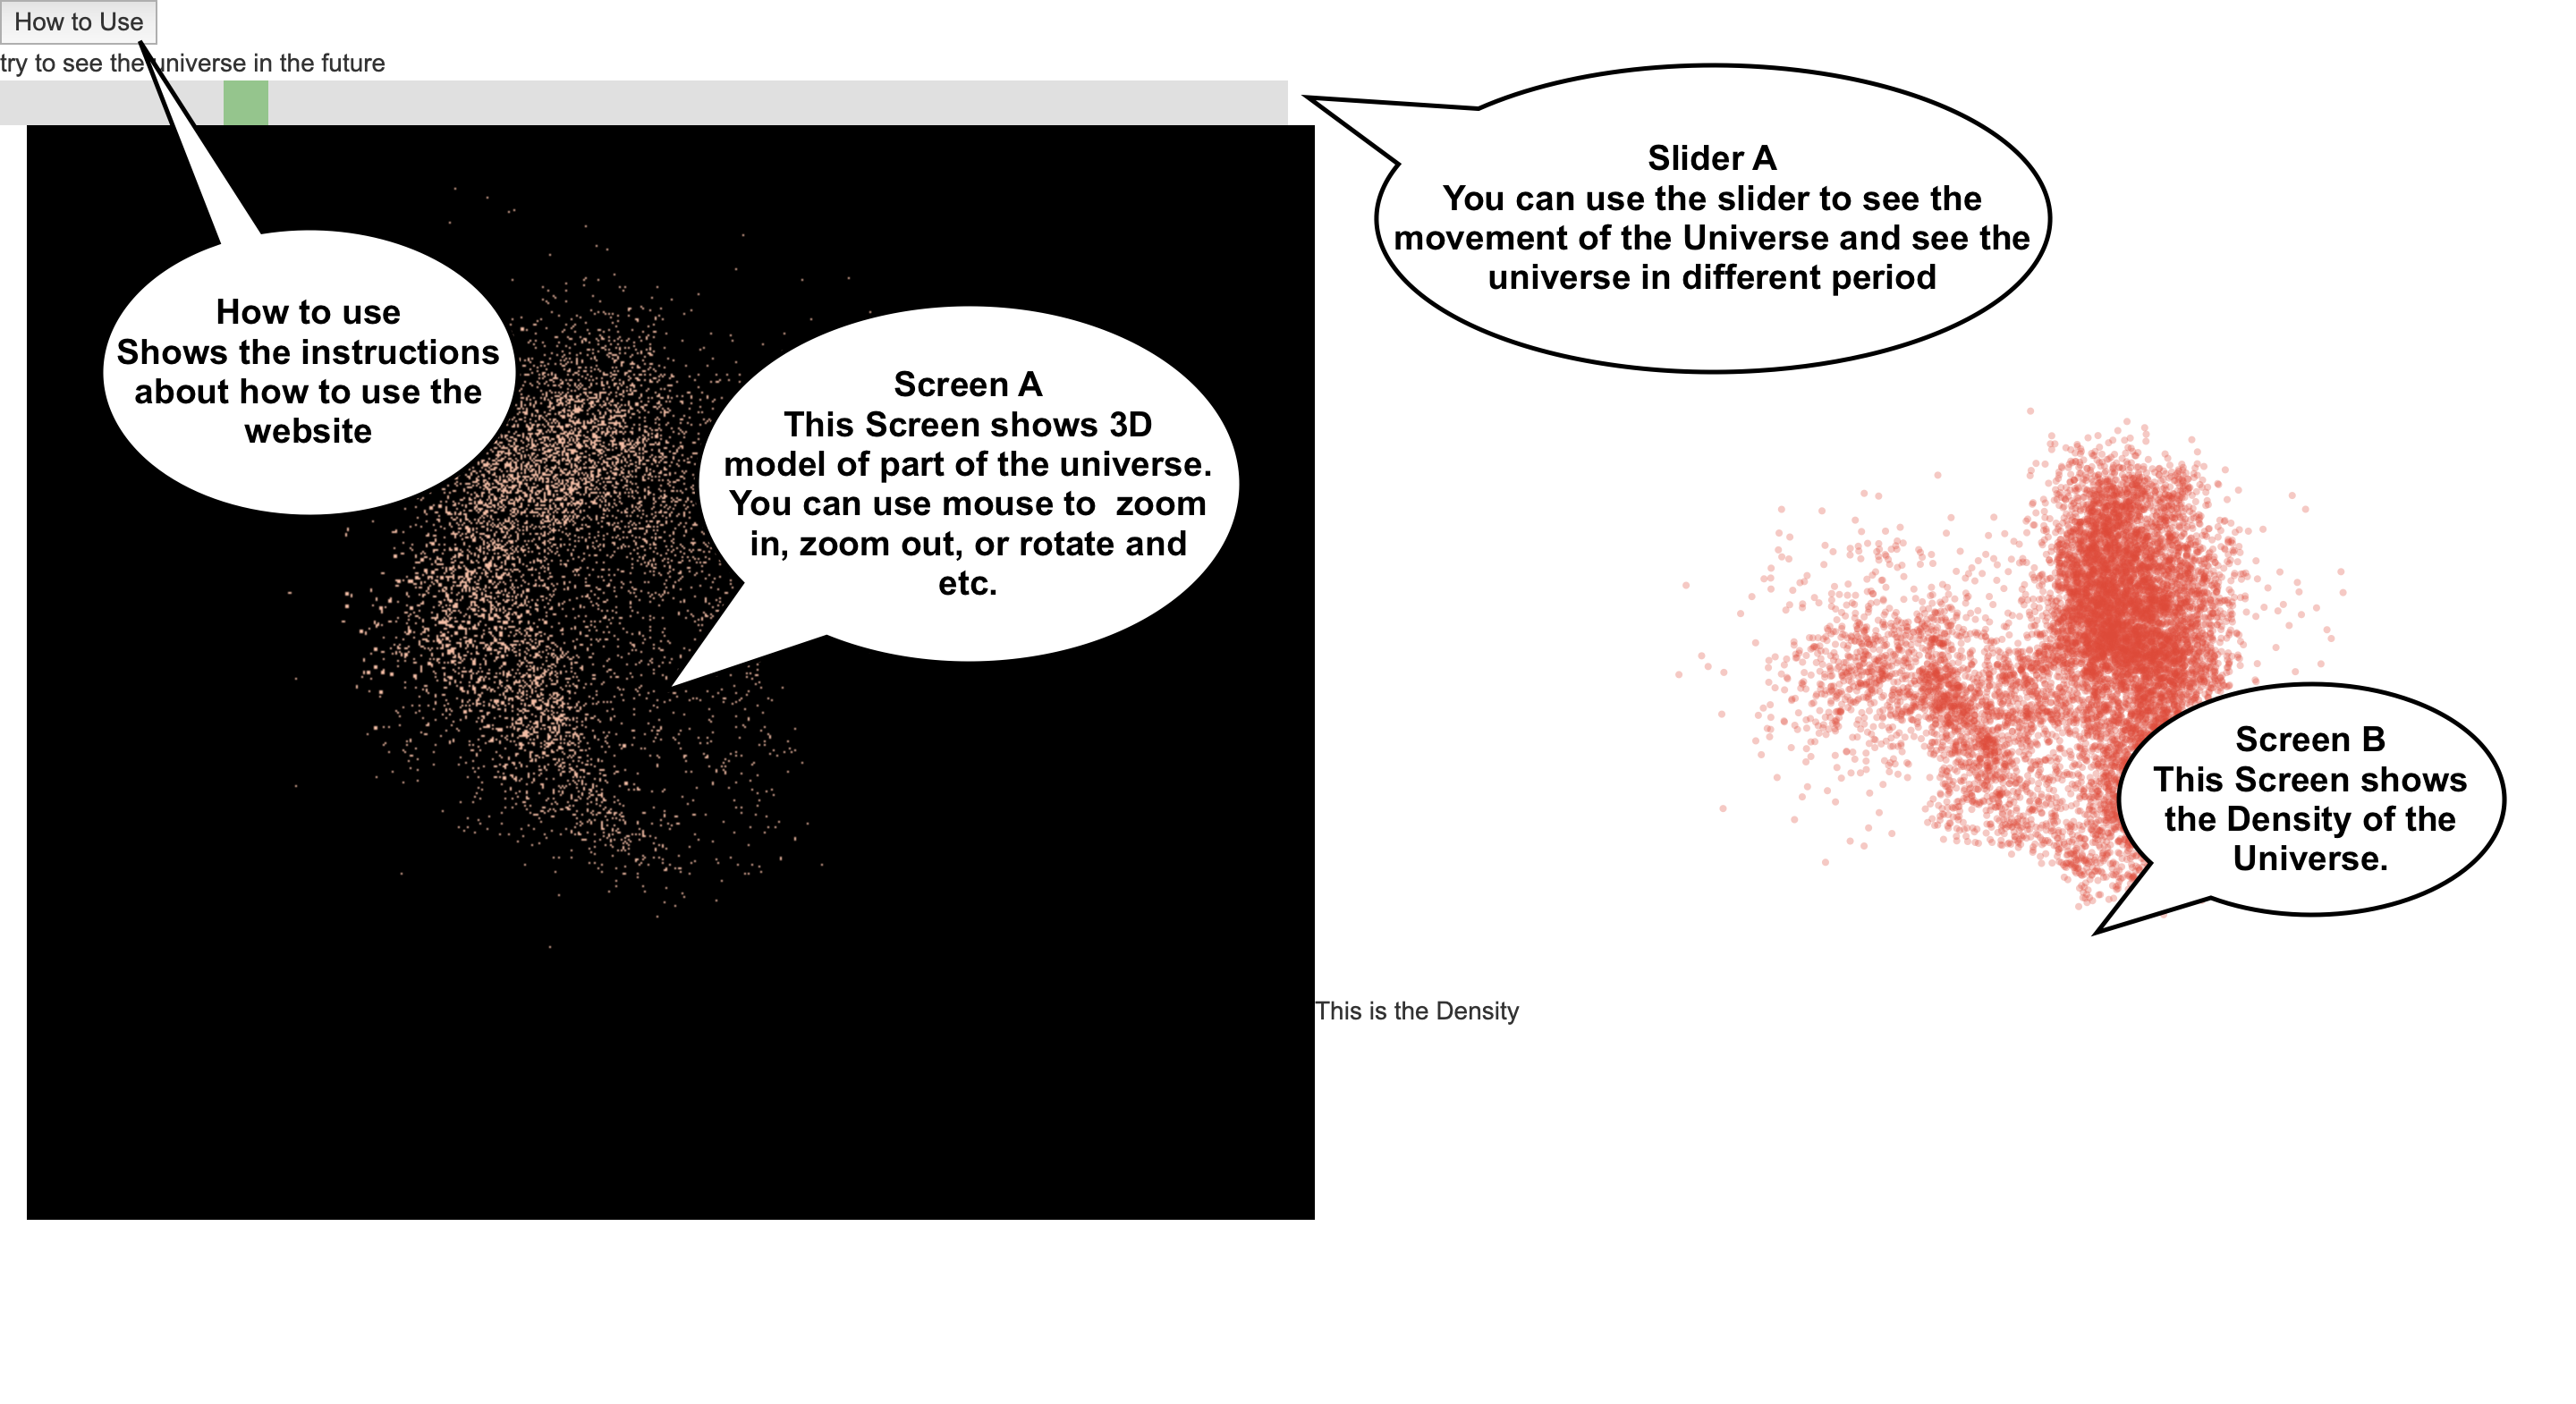 How to Use
try to see the universe in the future
Slider A
You can use the slider to see the
movement of the Universe and see the
universe in different period
How to use
Shows the instructions
about how to use the
website
Screen A
This Screen shows 3D
model of part of the universe.
You can use mouse to  zoom
in, zoom out, or rotate and
etc.
Screen B
This Screen shows
the Density of the
Universe.
This is the Density